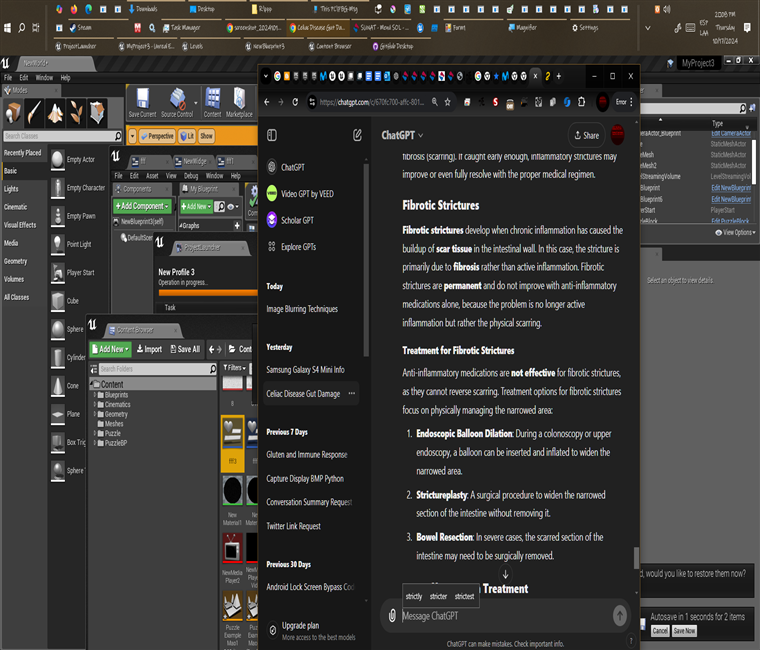 Downloads
Desktop
Ripp
This PC\FBG-Msg
2:08:PM
Thursday
10/17/2024
ESP
LAA
Steam
Task Manager
screenshot_202410...
Celiac Disease Gut Da...
Forms
Magnifier
Settings
ProjectLauncher
MyProject3 - Unreal E...
Levels
newBlueprint3
Content Browser
GitHub Desktop
NewWorld
MyProject3
File Edit Window Help
Modes
Search Classes
Recently Placed
Basic
Lights
Cinematic
Visual Effects
Media
Geometry
Volumes
All Classes
Empty Actor
Empty Character
Empty Pawn
Point Light
Player Start
Cube
Sphere
Cylinder
Cone
Plane
Box Trig
Sphere
Save Current
Source Control
Content
Marketplace
Perspective
Lit
Show
fff
NewWidge
fff1
File Edit Asset View Debug Window Help
Components
My Blueprint
+Add Component
+Add New
NewBlueprint3(self)
DefaultScen
Graphs
ProjectLauncher
New Profile 3
Operation in progress...
Task
Content Browser
Add New
Import
Save All
Search Folders
Filters
Content
Blueprints
Cinematics
Geometry
Meshes
Puzzle
PuzzleBP
New
Material1
NewMedia
Player2
Puzzle
Example
https://chatgpt.com/c/670fc700-affc-801...
Error
ChatGPT
Share
ChatGPT
Video GPT by VEED
Scholar GPT
Explore GPTs
Today
Image Blurring Techniques
Yesterday
Samsung Galaxy S4 Mini Info
Celiac Disease Gut Damage
Previous 7 Days
Gluten and Immune Response
Capture Display BMP Python
Conversation Summary Request
Twitter Link Request
Previous 30 Days
Android Lock Screen Bypass Co
Upgrade plan
More access to the best models
fibrosis (scarring). If caught early enough, inflammatory strictures may
improve or even fully resolve with the proper medical regimen.
Fibrotic Strictures
Fibrotic strictures develop when chronic inflammation has caused the
buildup of scar tissue in the intestinal wall. In this case, the stricture is
primarily due to fibrosis rather than active inflammation. Fibrotic
strictures are permanent and do not improve with anti-inflammatory
medications alone, because the problem is no longer active
inflammation but rather the physical scarring.
Treatment for Fibrotic Strictures
Anti-inflammatory medications are not effective for fibrotic strictures,
as they cannot reverse scarring. Treatment options for fibrotic strictures
focus on physically managing the narrowed area:
1. Endoscopic Balloon Dilation: During a colonoscopy or upper
endoscopy, a balloon can be inserted and inflated to widen the
narrowed area.
2. Strictureplasty: A surgical procedure to widen the narrowed
section of the intestine without removing it.
3. Bowel Resection: In severe cases, the scarred section of the
intestine may need to be surgically removed.
Treatment
strictly stricter strictest
Message ChatGPT
ChatGPT can make mistakes. Check important info.
Type
Actor_Blueprint Edit CameraActor
StaticMeshActor
Mesh2 StaticMeshActor
StreamingVolume LevelStreamingVolume
Blueprint Edit NewBlueprint
Blueprint6 Edit NewBlueprint
erStart PlayerStart
View Options
Select an object to view details.
d, would you like to restore them now?
Autosave in 1 seconds for 2 items
Cancel
Save Now